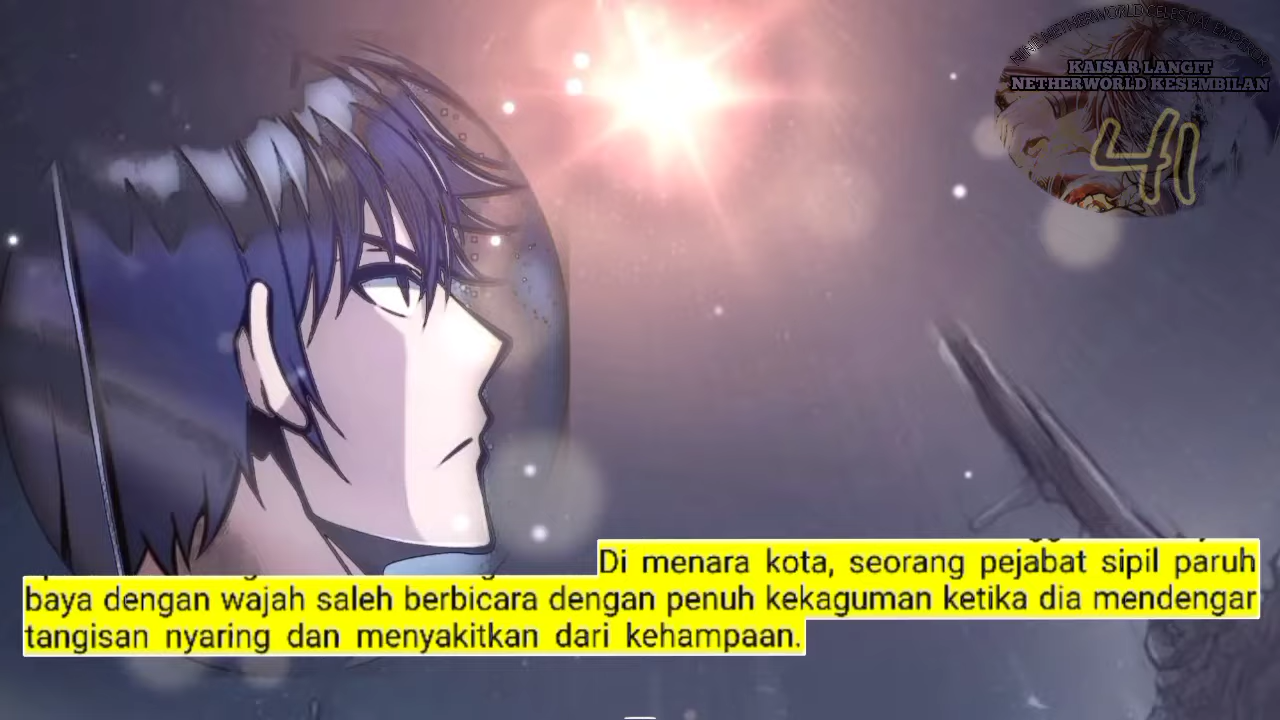 KAISAR LANGIT
NETHERWORLD KESEMBILAN
41
Di menara kota, seorang pejabat sipil paruh
baya dengan wajah saleh berbicara dengan penuh kekaguman ketika dia mendengar
tangisan nyaring dan menyakitkan dari kehampaan.